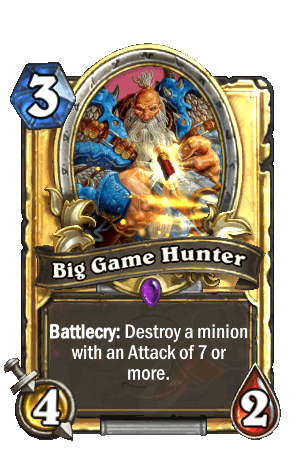 3
Big Game Hunter
Battlecry: Destroy a minion
with an Attack of 7 or
more.
4
2